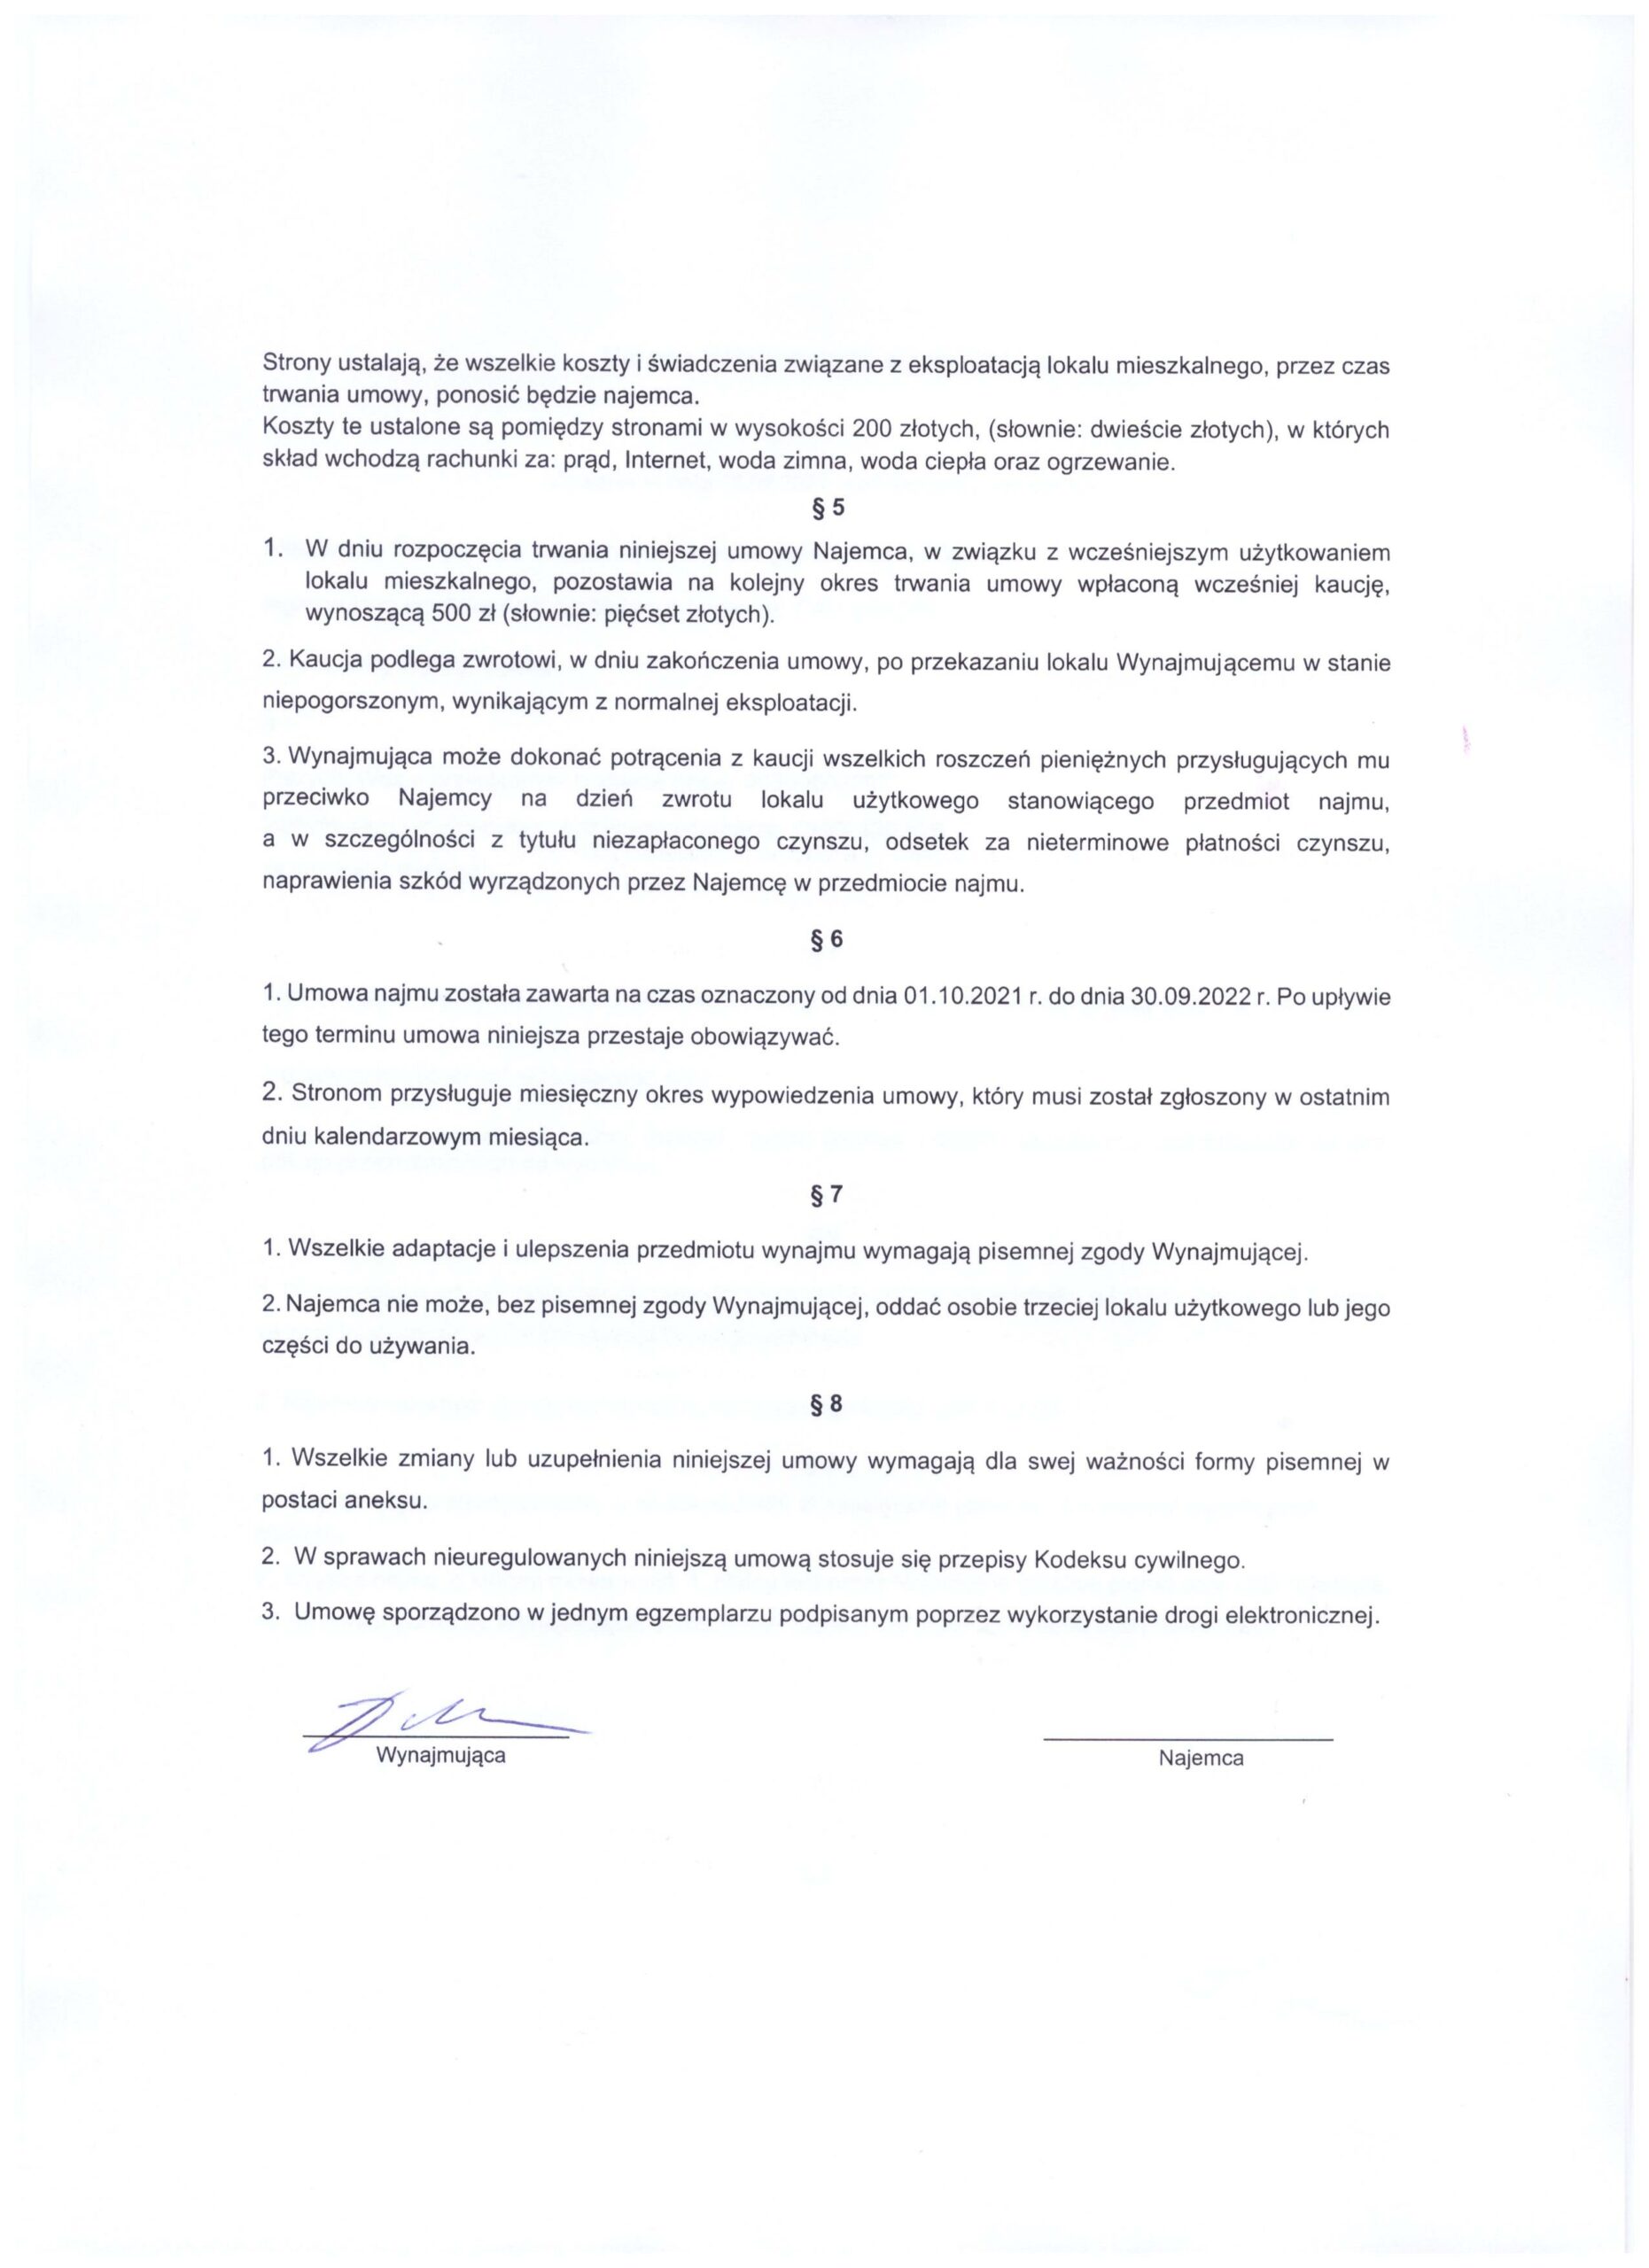 Strony ustalają, że wszelkie koszty i świadczenia związane z eksploatacją lokalu mieszkalnego, przez czas
trwania umowy, ponosić będzie najemca.
Koszty te ustalone są pomiędzy stronami w wysokości 200 złotych, (słownie: dwieście złotych), w których
skład wchodzą rachunki za: prąd, Internet, woda zimna, woda ciepła oraz ogrzewanie.
§ 5
1. W dniu rozpoczęcia trwania niniejszej umowy Najemca, w związku z wcześniejszym użytkowaniem
lokalu mieszkalnego, pozostawia na kolejny okres trwania umowy wpłaconą wcześniej kaucję,
wynoszącą 500 zł (słownie: pięćset złotych).
2. Kaucja podlega zwrotowi, w dniu zakończenia umowy, po przekazaniu lokalu Wynajmującemu w stanie
niepogorszonym, wynikającym z normalnej eksploatacji.
3. Wynajmująca może dokonać potrącenia z kaucji wszelkich roszczeń pieniężnych przysługujących mu
przeciwko Najemcy na dzień zwrotu lokalu użytkowego stanowiącego przedmiot najmu,
a w szczególności z tytułu niezapłaconego czynszu, odsetek za nieterminowe płatności czynszu,
naprawienia szkód wyrządzonych przez Najemcę w przedmiocie najmu.
§ 6
1. Umowa najmu została zawarta na czas oznaczony od dnia 01.10.2021 r. do dnia 30.09.2022 r. Po upływie
tego terminu umowa niniejsza przestaje obowiązywać.
2. Stronom przysługuje miesięczny okres wypowiedzenia umowy, który musi został zgłoszony w ostatnim
dniu kalendarzowym miesiąca.
§ 7
1. Wszelkie adaptacje i ulepszenia przedmiotu wynajmu wymagają pisemnej zgody Wynajmującej.
2. Najemca nie może, bez pisemnej zgody Wynajmującej, oddać osobie trzeciej lokalu użytkowego lub jego
części do używania.
§ 8
1. Wszelkie zmiany lub uzupełnienia niniejszej umowy wymagają dla swej ważności formy pisemnej w
postaci aneksu.
2. W sprawach nieuregulowanych niniejszą umową stosuje się przepisy Kodeksu cywilnego.
3. Umowę sporządzono w jednym egzemplarzu podpisanym poprzez wykorzystanie drogi elektronicznej.
Wynajmująca
Najemca